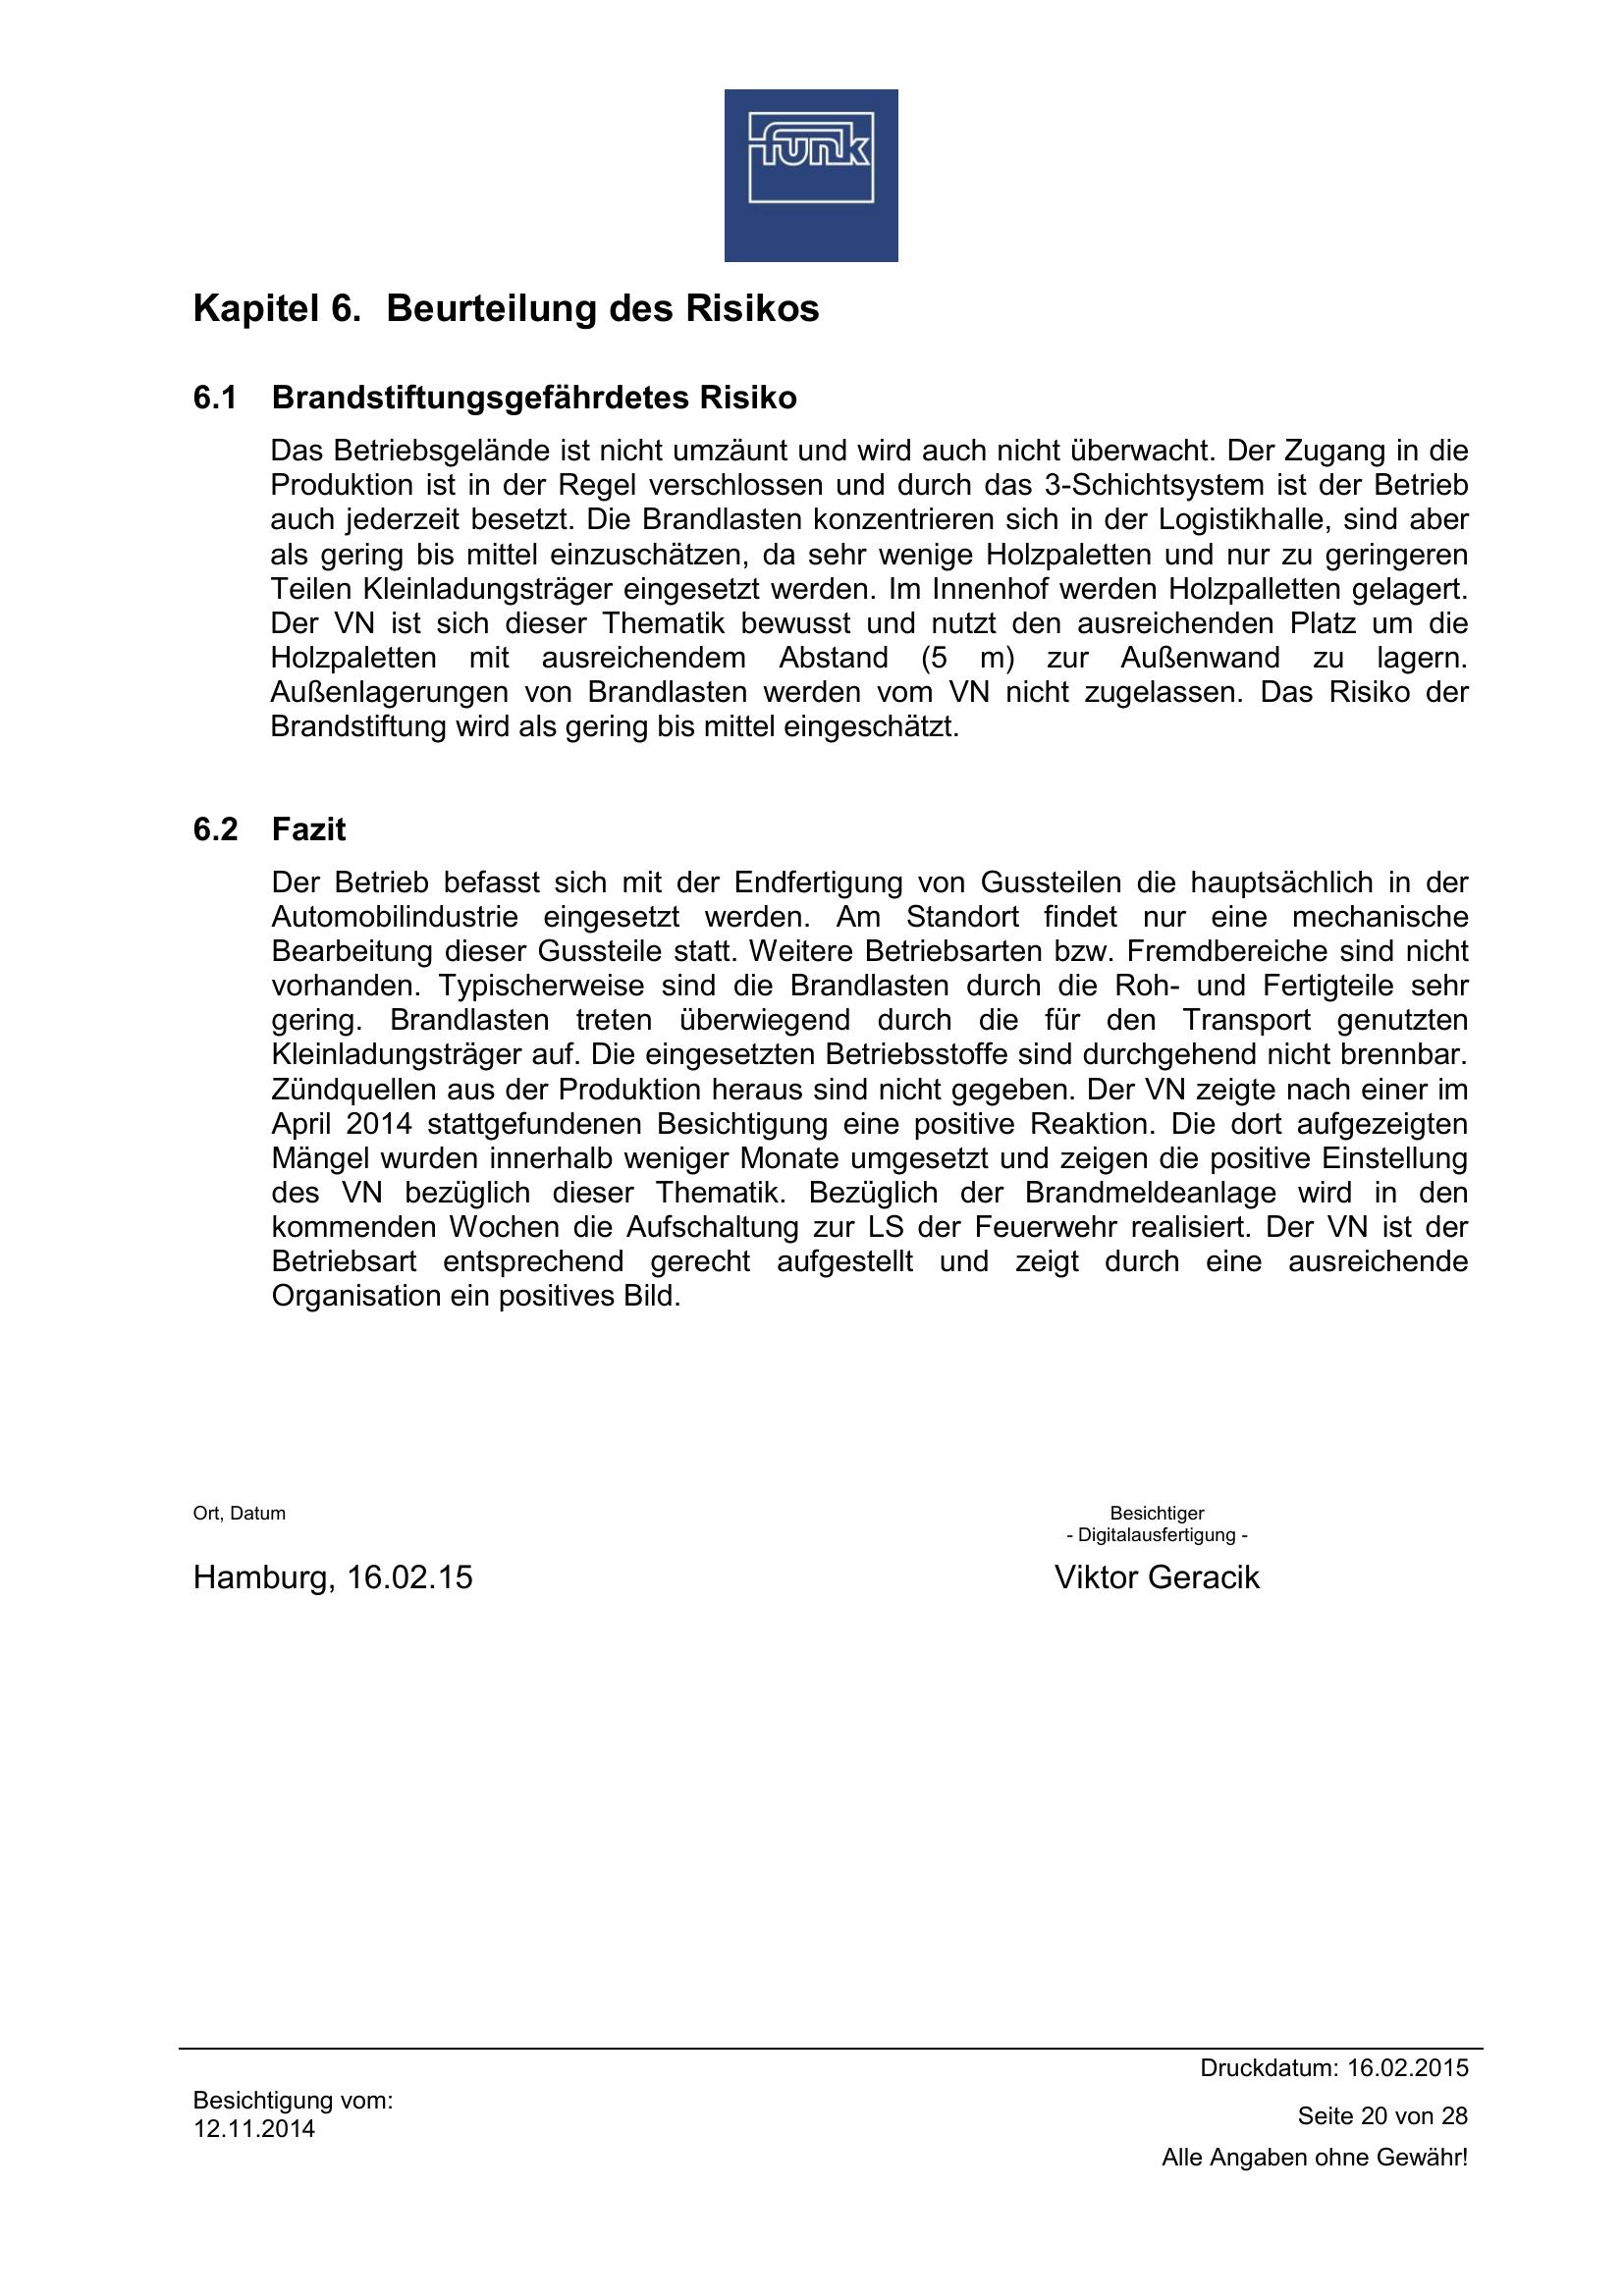 funk
Kapitel 6. Beurteilung des Risikos
6.1 Brandstiftungsgefährdetes Risiko
Das Betriebsgelände ist nicht umzäunt und wird auch nicht überwacht. Der Zugang in die
Produktion ist in der Regel verschlossen und durch das 3-Schichtsystem ist der Betrieb
auch jederzeit besetzt. Die Brandlasten konzentrieren sich in der Logistikhalle, sind aber
als gering bis mittel einzuschätzen, da sehr wenige Holzpaletten und nur zu geringeren
Teilen Kleinladungsträger eingesetzt werden. Im Innenhof werden Holzpalletten gelagert.
Der VN ist sich dieser Thematik bewusst und nutzt den ausreichenden Platz um die
Holzpaletten mit ausreichendem Abstand (5 m) zur Außenwand zu lagern.
Außenlagerungen von Brandlasten werden vom VN nicht zugelassen. Das Risiko der
Brandstiftung wird als gering bis mittel eingeschätzt.
6.2 Fazit
Der Betrieb befasst sich mit der Endfertigung von Gussteilen die hauptsächlich in der
Automobilindustrie eingesetzt werden. Am Standort findet nur eine mechanische
Bearbeitung dieser Gussteile statt. Weitere Betriebsarten bzw. Fremdbereiche sind nicht
vorhanden. Typischerweise sind die Brandlasten durch die Roh- und Fertigteile sehr
gering. Brandlasten treten überwiegend durch die für den Transport genutzten
Kleinladungsträger auf. Die eingesetzten Betriebsstoffe sind durchgehend nicht brennbar.
Zündquellen aus der Produktion heraus sind nicht gegeben. Der VN zeigte nach einer im
April 2014 stattgefundenen Besichtigung eine positive Reaktion. Die dort aufgezeigten
Mängel wurden innerhalb weniger Monate umgesetzt und zeigen die positive Einstellung
des VN bezüglich dieser Thematik. Bezüglich der Brandmeldeanlage wird in den
kommenden Wochen die Aufschaltung zur LS der Feuerwehr realisiert. Der VN ist der
Betriebsart entsprechend gerecht aufgestellt und zeigt durch eine ausreichende
Organisation ein positives Bild.
Ort, Datum
Besichtiger
- Digitalausfertigung -
Hamburg, 16.02.15
Viktor Geracik
Druckdatum: 16.02.2015
Besichtigung vom:
12.11.2014
Seite 20 von 28
Alle Angaben ohne Gewähr!